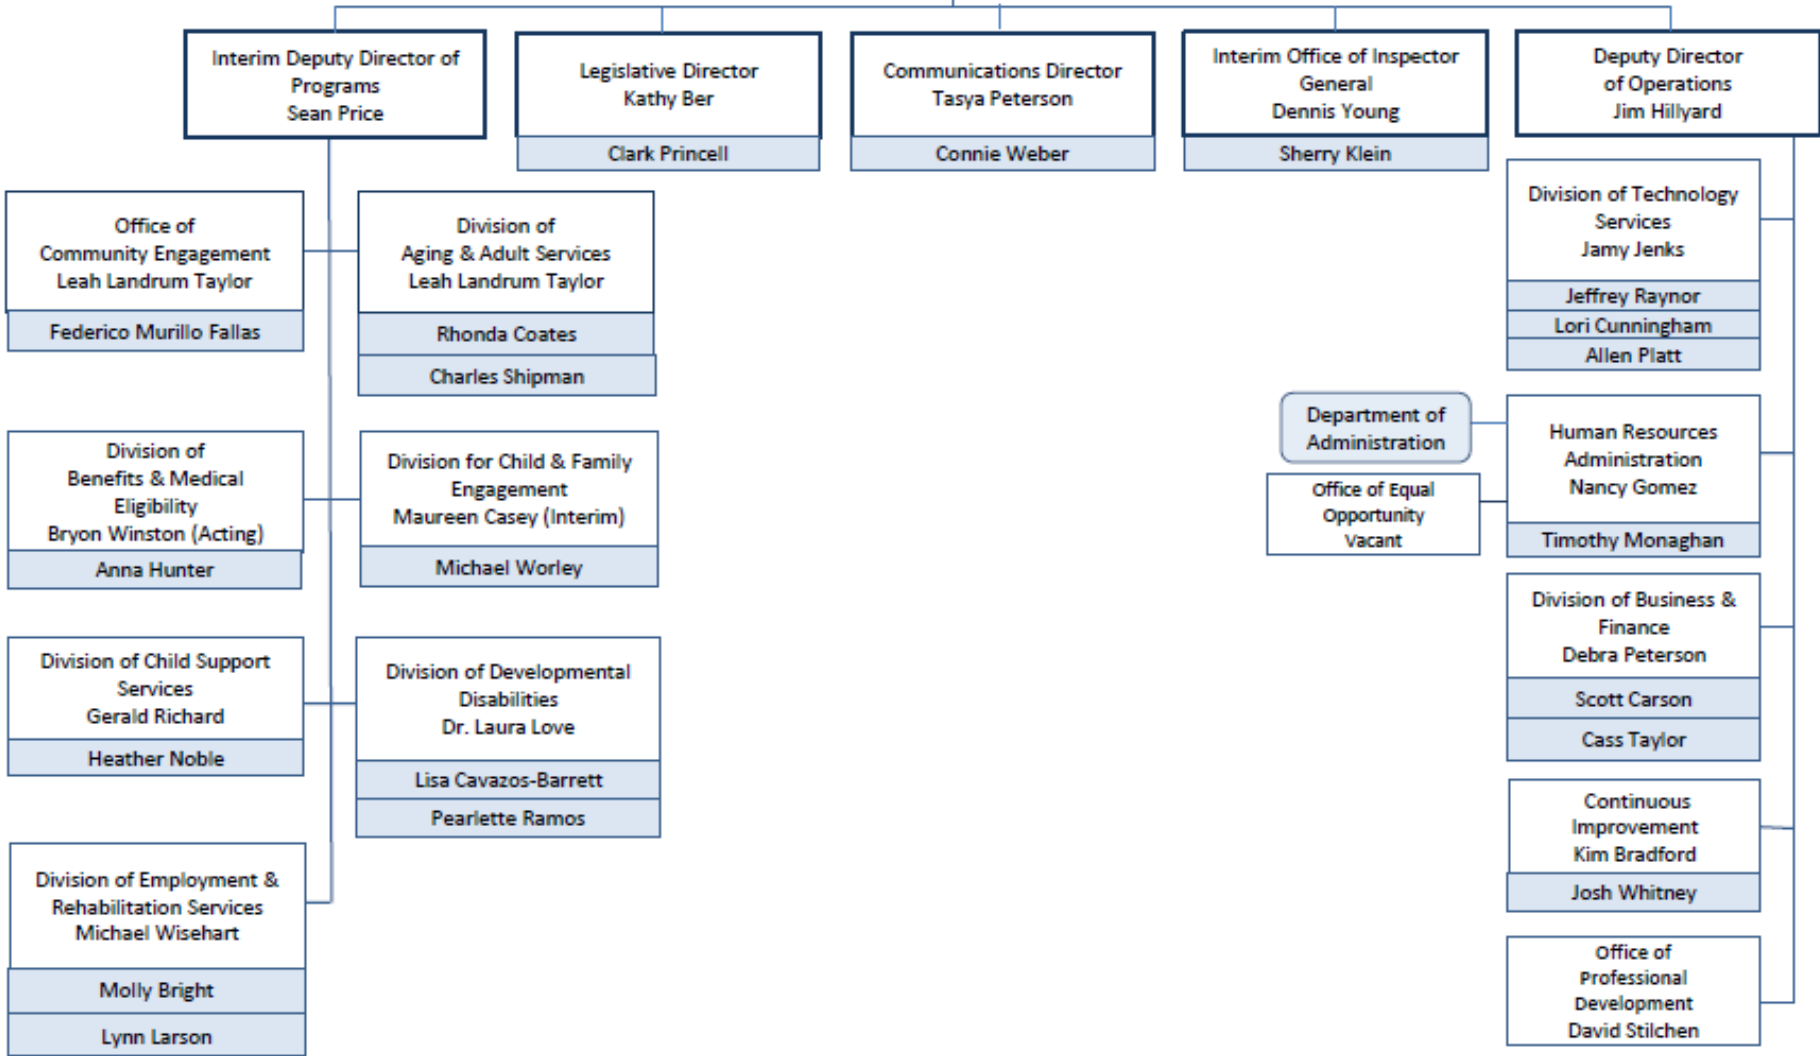 Interim Deputy Director of
Programs
Sean Price
Legislative Director
Kathy Ber
Clark Princell
Communications Director
Tasya Peterson
Connie Weber
Interim Office of Inspector
General
Dennis Young
Sherry Klein
Deputy Director
of Operations
Jim Hillyard
Office of
Community Engagement
Leah Landrum Taylor
Federico Murillo Fallas
Division of
Aging & Adult Services
Leah Landrum Taylor
Rhonda Coates
Charles Shipman
Division of
Benefits & Medical
Eligibility
Bryon Winston (Acting)
Anna Hunter
Division for Child & Family
Engagement
Maureen Casey (Interim)
Michael Worley
Division of Child Support
Services
Gerald Richard
Heather Noble
Division of Developmental
Disabilities
Dr. Laura Love
Lisa Cavazos-Barrett
Pearlette Ramos
Division of Employment &
Rehabilitation Services
Michael Wisehart
Molly Bright
Lynn Larson
Division of Technology
Services
Jamy Jenks
Jeffrey Raynor
Lori Cunningham
Allen Platt
Department of
Administration
Office of Equal
Opportunity
Vacant
Human Resources
Administration
Nancy Gomez
Timothy Monaghan
Division of Business &
Finance
Debra Peterson
Scott Carson
Cass Taylor
Continuous
Improvement
Kim Bradford
Josh Whitney
Office of
Professional
Development
David Stilchen